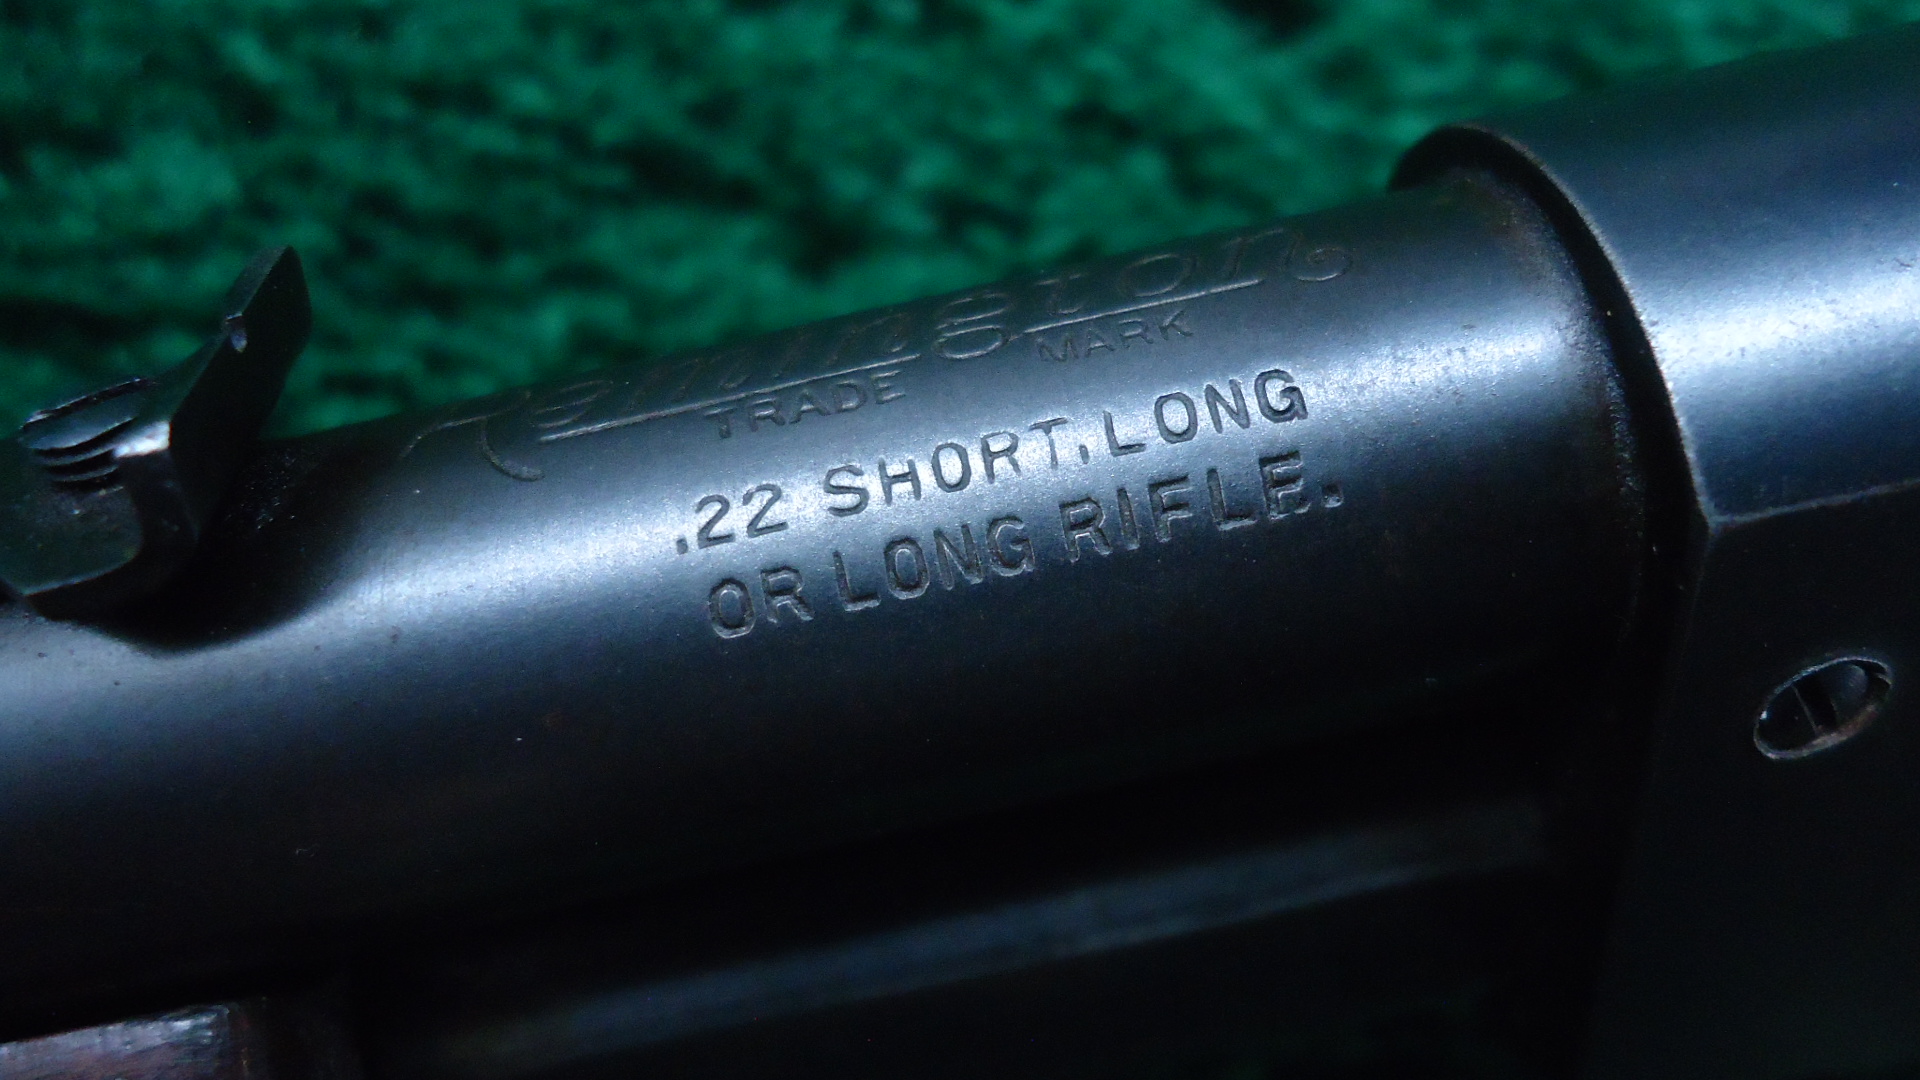 Remington
TRADE MARK
.22 SHORT, LONG
OR LONG RIFLE.